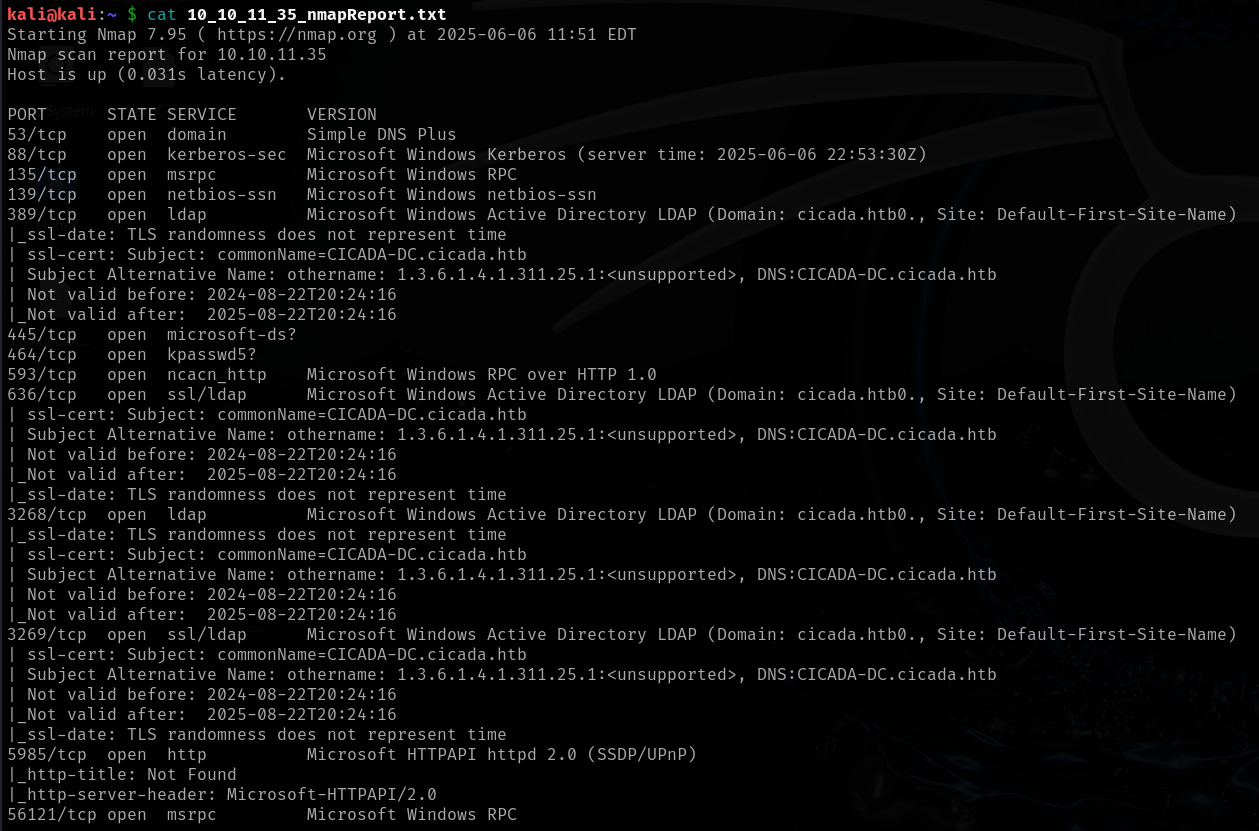 kali@kali:~ $ cat 10_10_11_35_nmapReport.txt
Starting Nmap 7.95 ( https://nmap.org ) at 2025-06-06 11:51 EDT
Nmap scan report for 10.10.11.35
Host is up (0.031s latency).

PORT      STATE SERVICE       VERSION
53/tcp    open  domain        Simple DNS Plus
88/tcp    open  kerberos-sec  Microsoft Windows Kerberos (server time: 2025-06-06 22:53:30Z)
135/tcp   open  msrpc         Microsoft Windows RPC
139/tcp   open  netbios-ssn   Microsoft Windows netbios-ssn
389/tcp   open  ldap          Microsoft Windows Active Directory LDAP (Domain: cicada.htb0., Site: Default-First-Site-Name)
|_ssl-date: TLS randomness does not represent time
| ssl-cert: Subject: commonName=CICADA-DC.cicada.htb
| Subject Alternative Name: othername: 1.3.6.1.4.1.311.25.1:<unsupported>, DNS:CICADA-DC.cicada.htb
| Not valid before: 2024-08-22T20:24:16
|_Not valid after:  2025-08-22T20:24:16
445/tcp   open  microsoft-ds?
464/tcp   open  kpasswd5?
593/tcp   open  ncacn_http    Microsoft Windows RPC over HTTP 1.0
636/tcp   open  ssl/ldap      Microsoft Windows Active Directory LDAP (Domain: cicada.htb0., Site: Default-First-Site-Name)
| ssl-cert: Subject: commonName=CICADA-DC.cicada.htb
| Subject Alternative Name: othername: 1.3.6.1.4.1.311.25.1:<unsupported>, DNS:CICADA-DC.cicada.htb
| Not valid before: 2024-08-22T20:24:16
|_Not valid after:  2025-08-22T20:24:16
|_ssl-date: TLS randomness does not represent time
3268/tcp  open  ldap          Microsoft Windows Active Directory LDAP (Domain: cicada.htb0., Site: Default-First-Site-Name)
|_ssl-date: TLS randomness does not represent time
| ssl-cert: Subject: commonName=CICADA-DC.cicada.htb
| Subject Alternative Name: othername: 1.3.6.1.4.1.311.25.1:<unsupported>, DNS:CICADA-DC.cicada.htb
| Not valid before: 2024-08-22T20:24:16
|_Not valid after:  2025-08-22T20:24:16
3269/tcp  open  ssl/ldap      Microsoft Windows Active Directory LDAP (Domain: cicada.htb0., Site: Default-First-Site-Name)
| ssl-cert: Subject: commonName=CICADA-DC.cicada.htb
| Subject Alternative Name: othername: 1.3.6.1.4.1.311.25.1:<unsupported>, DNS:CICADA-DC.cicada.htb
| Not valid before: 2024-08-22T20:24:16
|_Not valid after:  2025-08-22T20:24:16
|_ssl-date: TLS randomness does not represent time
5985/tcp  open  http          Microsoft HTTPAPI httpd 2.0 (SSDP/UPnP)
|_http-title: Not Found
|_http-server-header: Microsoft-HTTPAPI/2.0
56121/tcp open  msrpc         Microsoft Windows RPC